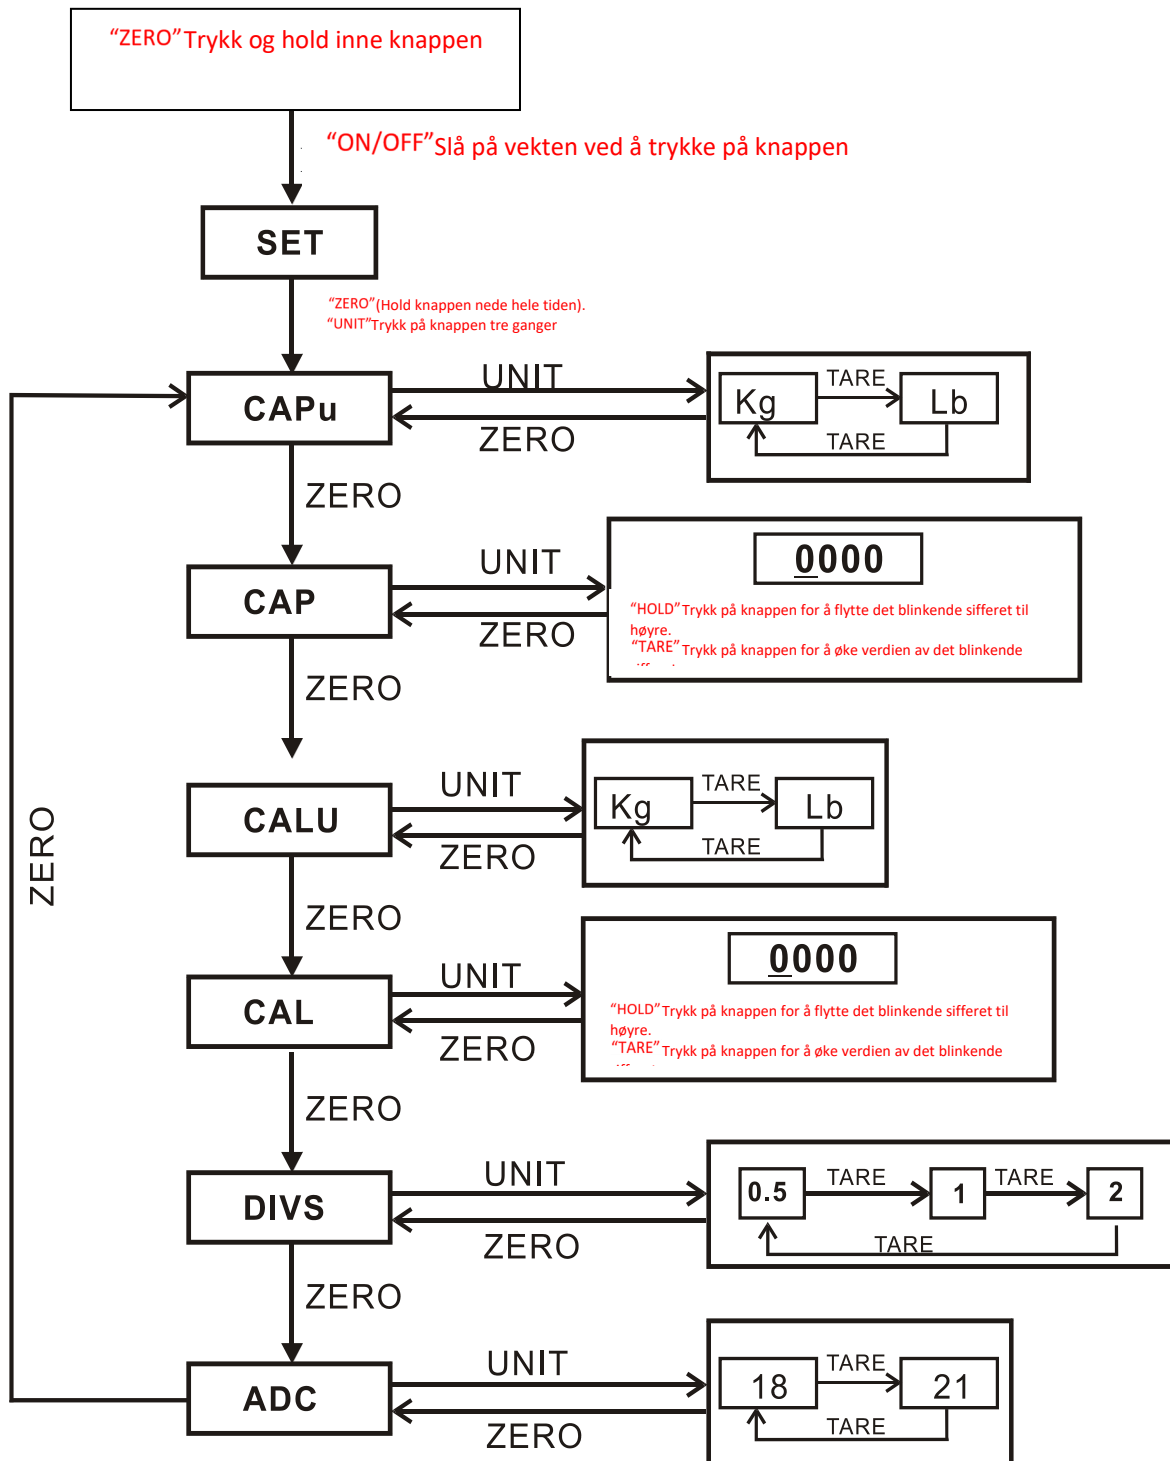 “ZERO” Trykk og hold inne knappen
“ON/OFF” Slå på vekten ved å trykke på knappen
SET
“ZERO” (Hold knappen nede hele tiden).
“UNIT” Trykk på knappen tre ganger
CAPu
UNIT
ZERO
Kg
TARE
Lb
TARE
ZERO
CAP
UNIT
ZERO
0000
“HOLD” Trykk på knappen for å flytte det blinkende sifferet til
høyre.
“TARE” Trykk på knappen for å øke verdien av det blinkende
ZERO
CALU
UNIT
ZERO
Kg
TARE
Lb
TARE
ZERO
ZERO
CAL
UNIT
ZERO
0000
“HOLD” Trykk på knappen for å flytte det blinkende sifferet til
høyre.
“TARE” Trykk på knappen for å øke verdien av det blinkende
ZERO
DIVS
UNIT
ZERO
0.5
TARE
1
TARE
2
TARE
ZERO
ADC
UNIT
ZERO
18
TARE
21
TARE